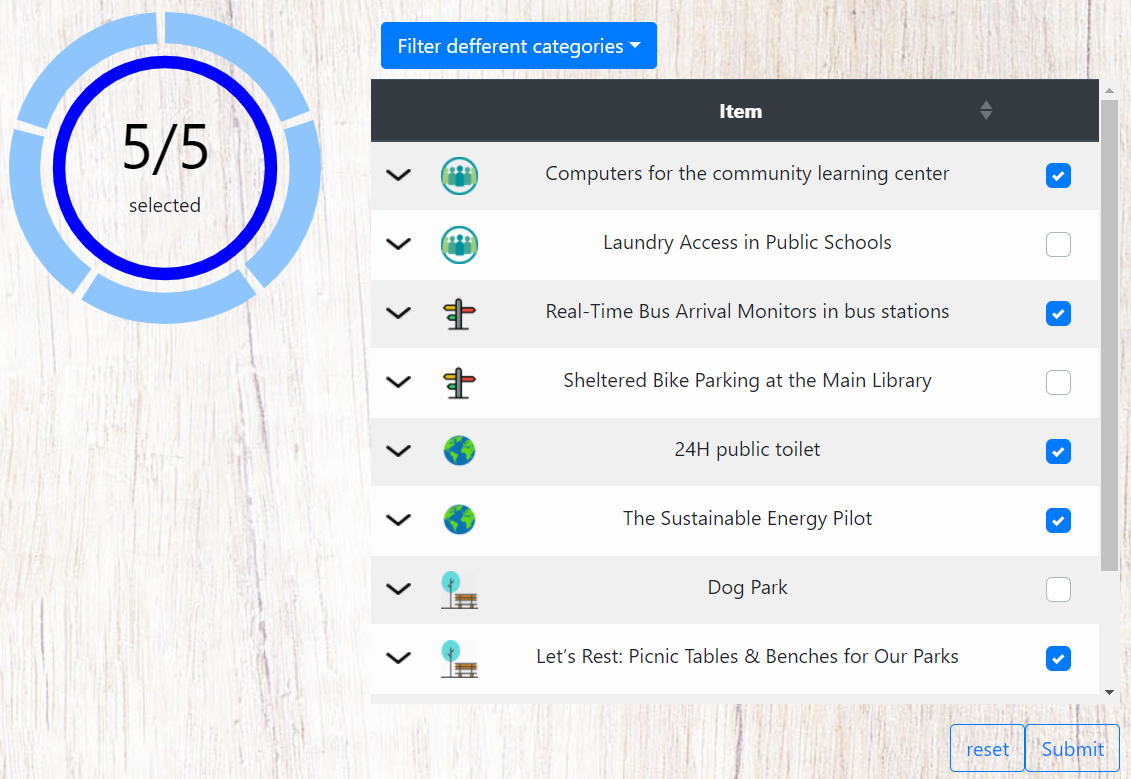 5/5
selected
Filter defferent categories
Item
Computers for the community learning center
Laundry Access in Public Schools
Real-Time Bus Arrival Monitors in bus stations
Sheltered Bike Parking at the Main Library
24H public toilet
The Sustainable Energy Pilot
Dog Park
Let’s Rest: Picnic Tables & Benches for Our Parks
reset
Submit